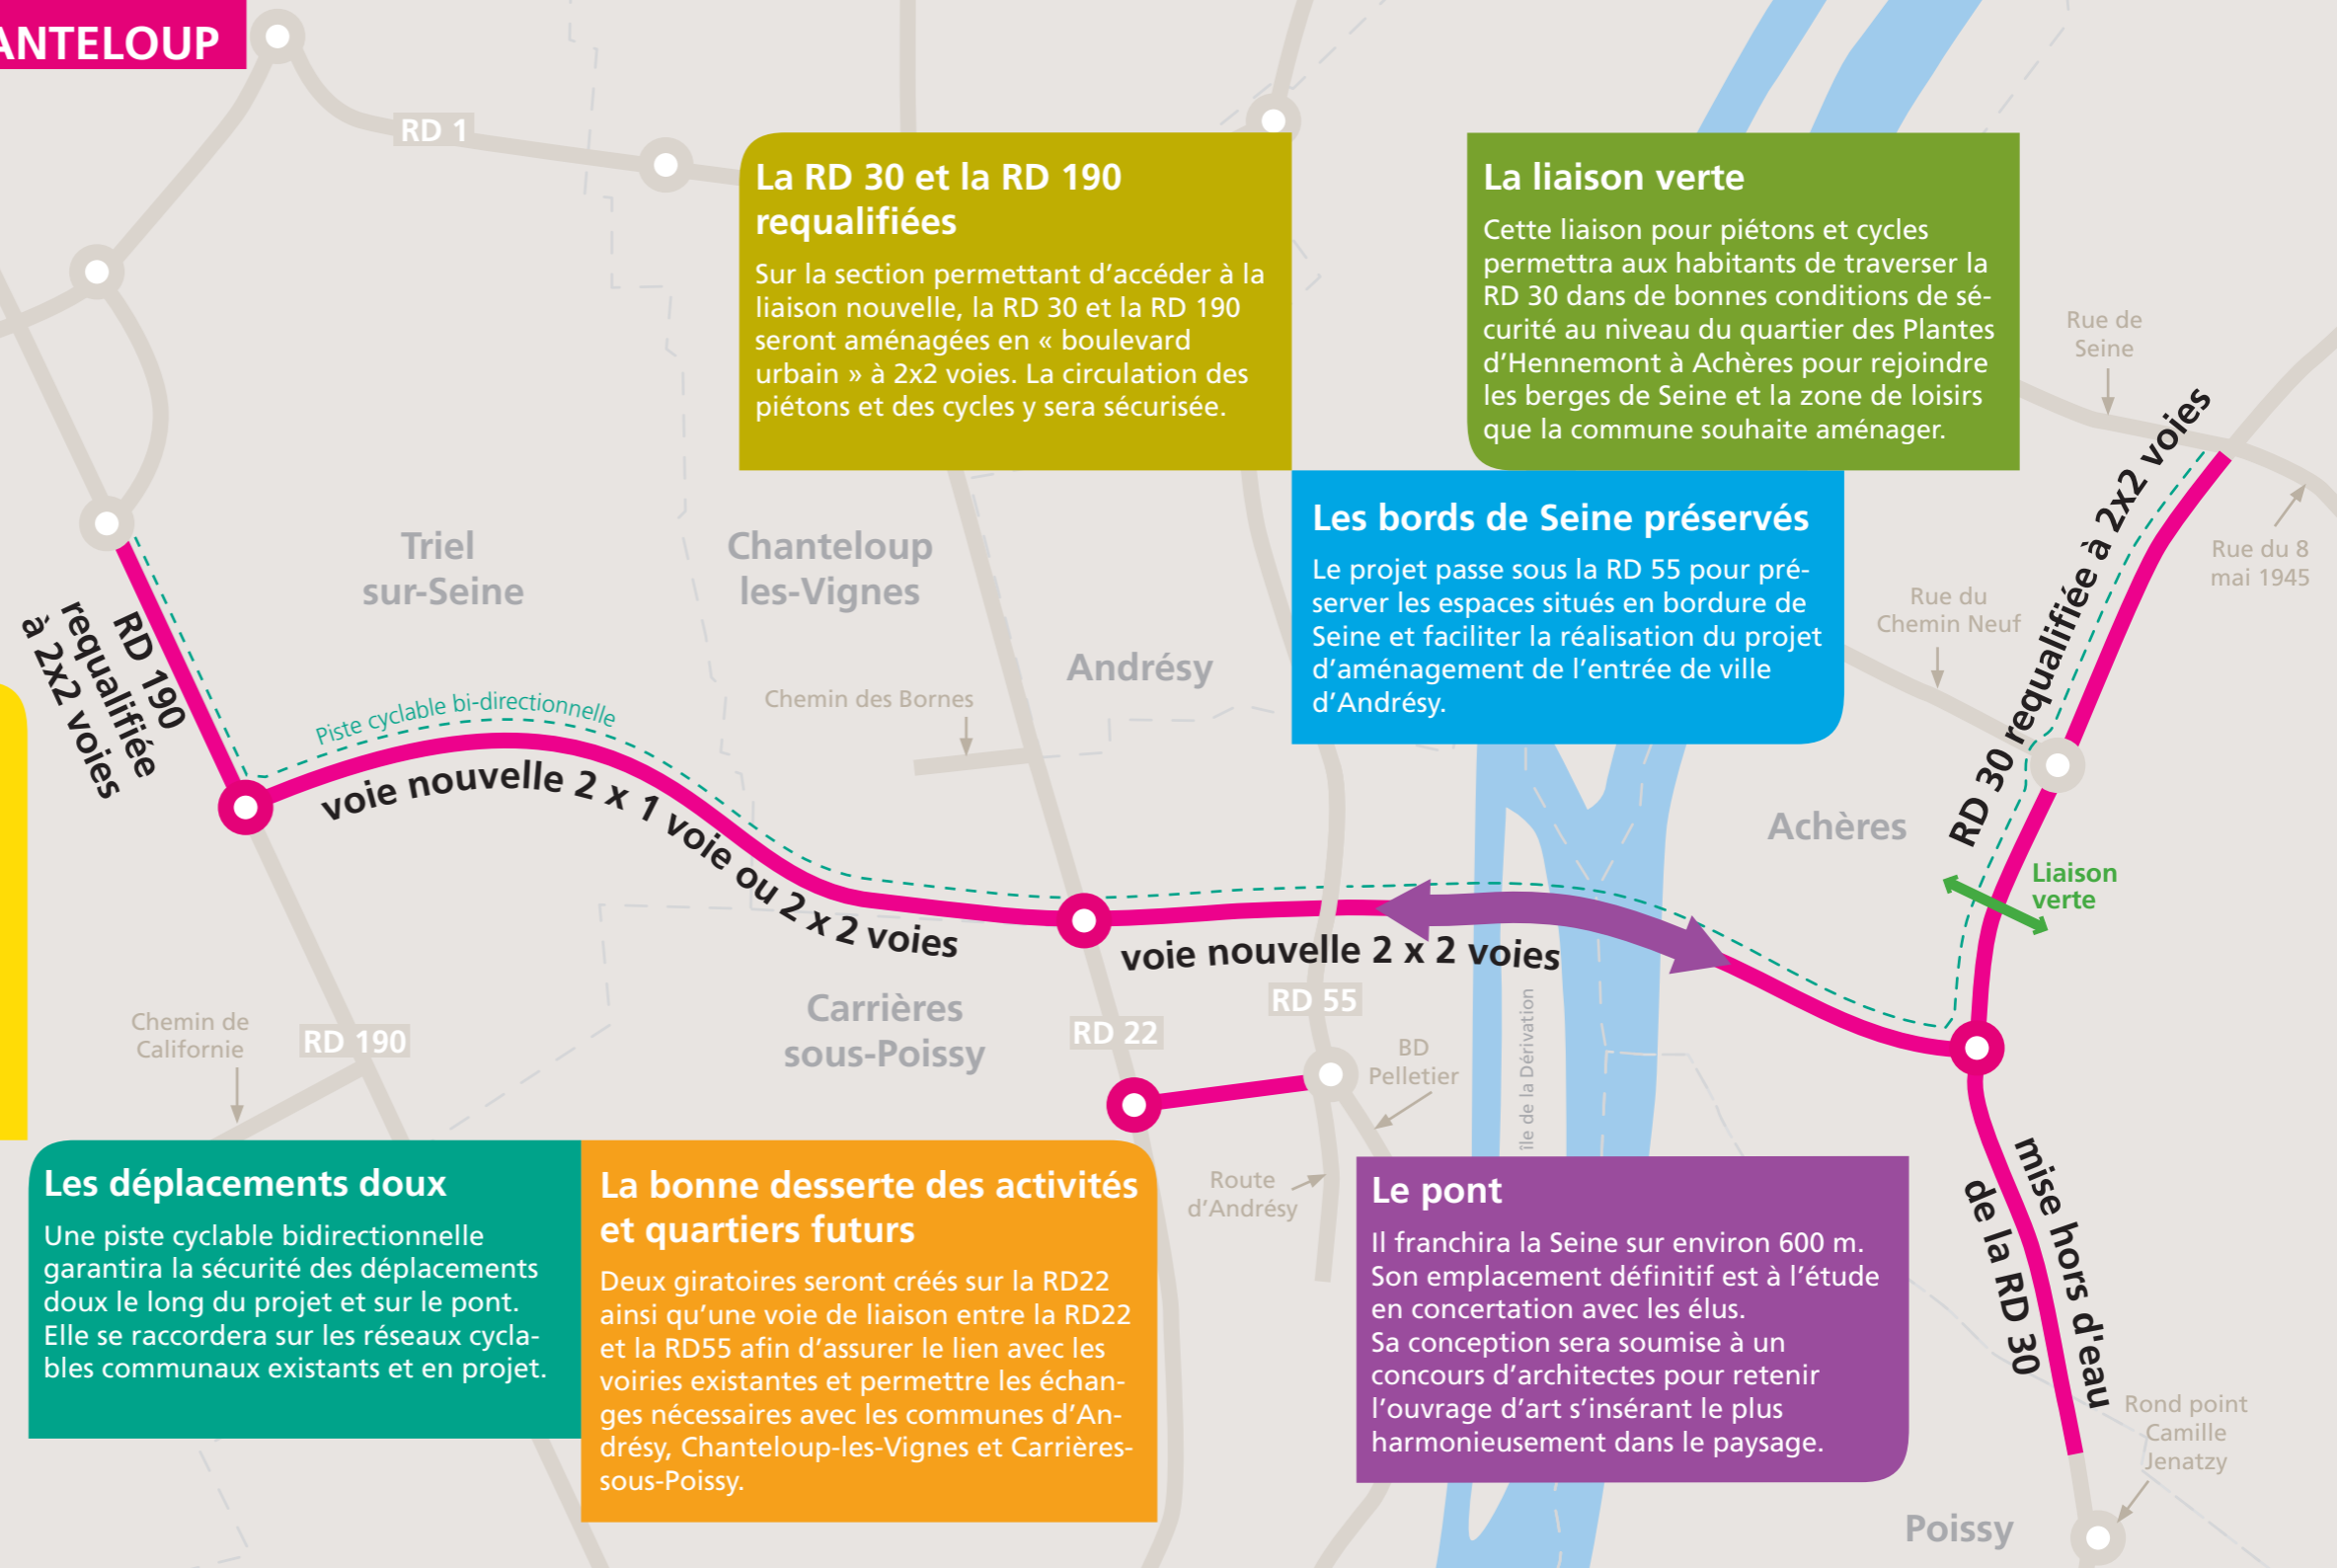 ANTELOUP
RD 1
La RD 30 et la RD 190
requalifiées
Sur la section permettant d’accéder à la
liaison nouvelle, la RD 30 et la RD 190
seront aménagées en « boulevard
urbain » à 2x2 voies. La circulation des
piétons et des cycles y sera sécurisée.
La liaison verte
Cette liaison pour piétons et cycles
permettra aux habitants de traverser la
RD 30 dans de bonnes conditions de sé-
curité au niveau du quartier des Plantes
d’Hennemont à Achères pour rejoindre
les berges de Seine et la zone de loisirs
que la commune souhaite aménager.
Rue de
Seine
Les bords de Seine préservés
Le projet passe sous la RD 55 pour pré-
server les espaces situés en bordure de
Seine et faciliter la réalisation du projet
d’aménagement de l’entrée de ville
d’Andrésy.
Rue du 8
mai 1945
Rue du
Chemin Neuf
RD 30 requalifiée à 2x2 voies
Triel
sur-Seine
Chanteloup
les-Vignes
Andrésy
Chemin des Bornes
RD 190
requalifiée
à 2x2 voies
Piste cyclable bi-directionnelle
voie nouvelle 2 x 1 voie ou 2 x 2 voies
voie nouvelle 2 x 2 voies
Achères
Liaison
verte
Carrières
sous-Poissy
RD 55
RD 22
BD
Pelletier
île de la Dérivation
Chemin de
Californie
RD 190
Route
d’Andrésy
mise hors d'eau
de la RD 30
Les déplacements doux
Une piste cyclable bidirectionnelle
garantira la sécurité des déplacements
doux le long du projet et sur le pont.
Elle se raccordera sur les réseaux cycla-
bles communaux existants et en projet.
La bonne desserte des activités
et quartiers futurs
Deux giratoires seront créés sur la RD22
ainsi qu’une voie de liaison entre la RD22
et la RD55 afin d’assurer le lien avec les
voiries existantes et permettre les échan-
ges nécessaires avec les communes d’An-
drésy, Chanteloup-les-Vignes et Carrières-
sous-Poissy.
Le pont
Il franchira la Seine sur environ 600 m.
Son emplacement définitif est à l’étude
en concertation avec les élus.
Sa conception sera soumise à un
concours d’architectes pour retenir
l’ouvrage d’art s’insérant le plus
harmonieusement dans le paysage.
Rond point
Camille
Jenatzy
Poissy